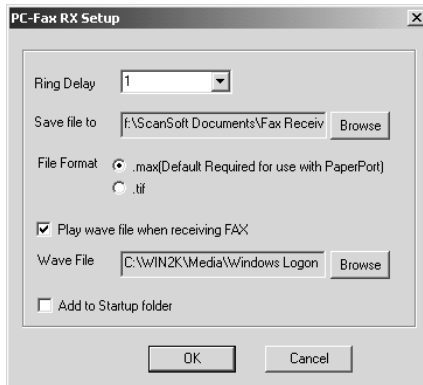 PC-Fax RX Setup
Ring Delay 1
Save file to f:\ScanSoft Documents\Fax Receiv Browse
File Format .max(Default Required for use with PaperPort)
.tif
Play wave file when receiving FAX
Wave File C:\WIN2K\Media\Windows Logon Browse
Add to Startup folder
OK Cancel